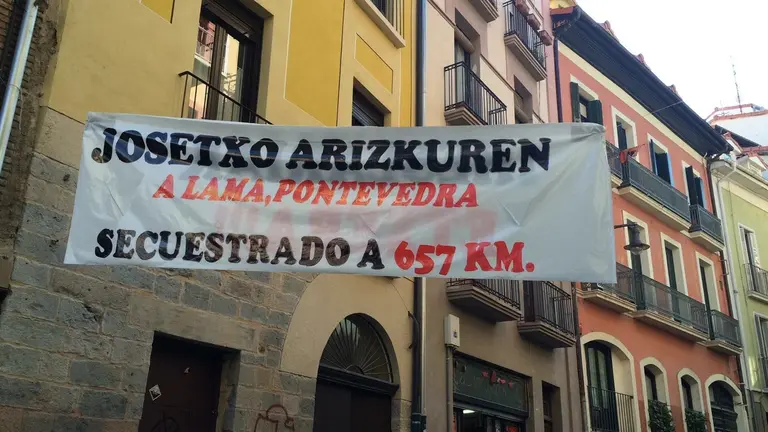 JOSETXO ARIZKUREN
A LAMA, PONTEVEDRA
SECUESTRADO A 657 KM.